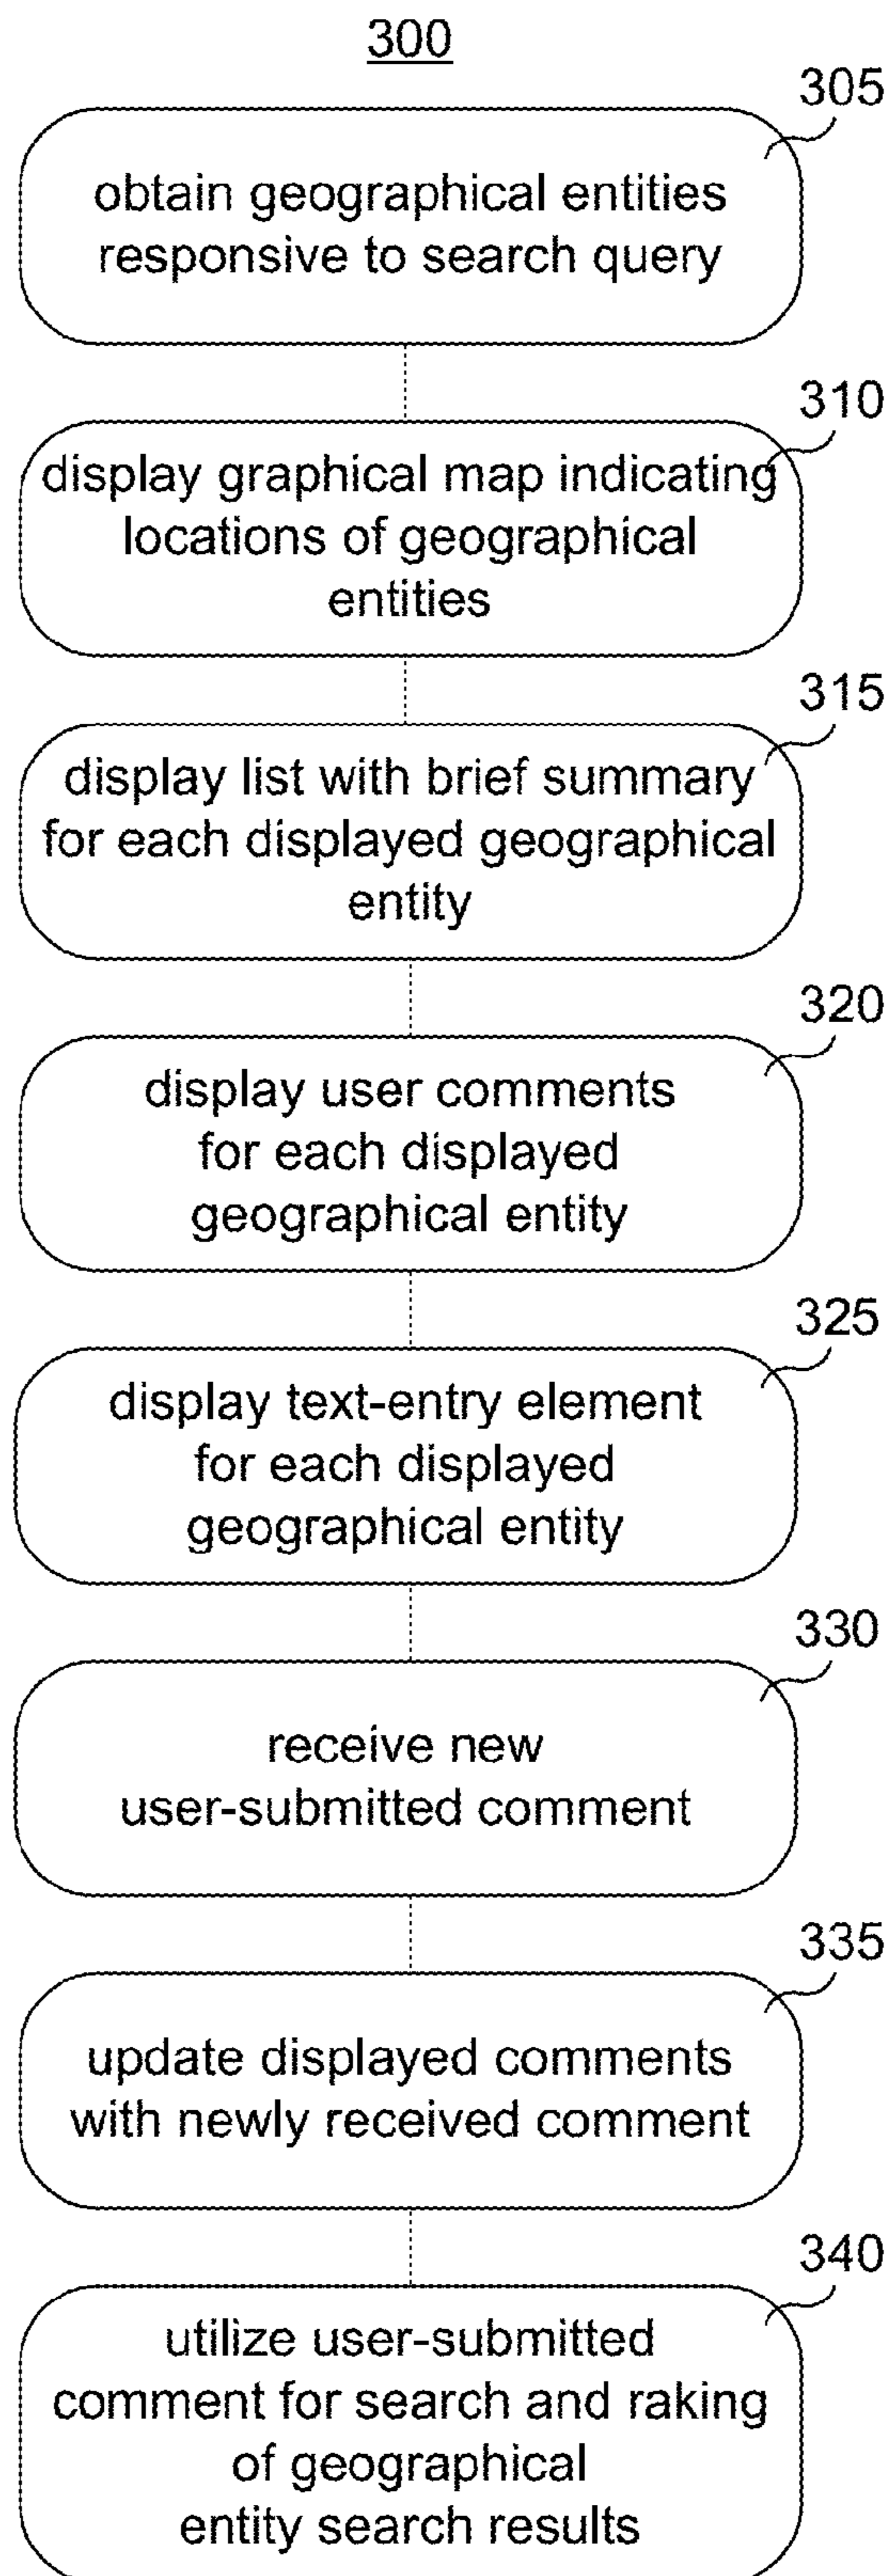 300
305
obtain geographical entities
responsive to search query
310
display graphical map indicating
locations of geographical
entities
315
display list with brief summary
for each displayed geographical
entity
320
display user comments
for each displayed
geographical entity
325
display text-entry element
for each displayed
geographical entity
330
receive new
user-submitted comment
335
update displayed comments
with newly received comment
340
utilize user-submitted
comment for search and raking
of geographical
entity search results